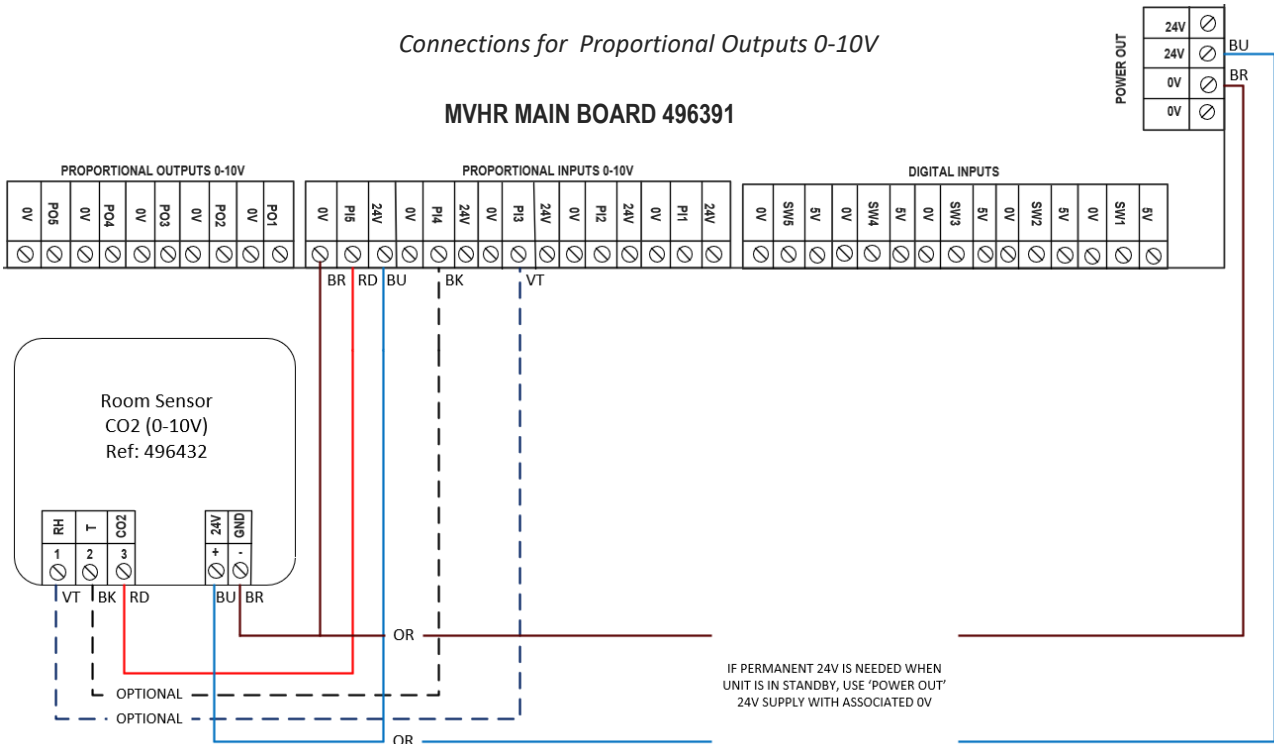 Connections for Proportional Outputs 0-10V
MVHR MAIN BOARD 496391
POWER OUT
24V
24V
0V
0V
BU
BR
PROPORTIONAL OUTPUTS 0-10V
0V PO5 0V PO4 0V PO3 0V PO2 0V PO1
PROPORTIONAL INPUTS 0-10V
0V PI5 24V 0V PI4 24V 0V PI3 24V 0V PI2 24V 0V PI1 24V
DIGITAL INPUTS
0V SW5 5V 0V SW4 5V 0V SW3 5V 0V SW2 5V 0V SW1 5V
BR RD BU BK VT
Room Sensor
CO2 (0-10V)
Ref: 496432
RH T CO2 24V GND
1 2 3 + -
VT BK RD BU BR
OR
IF PERMANENT 24V IS NEEDED WHEN
UNIT IS IN STANDBY, USE ‘POWER OUT’
24V SUPPLY WITH ASSOCIATED 0V
OPTIONAL
OPTIONAL
OR